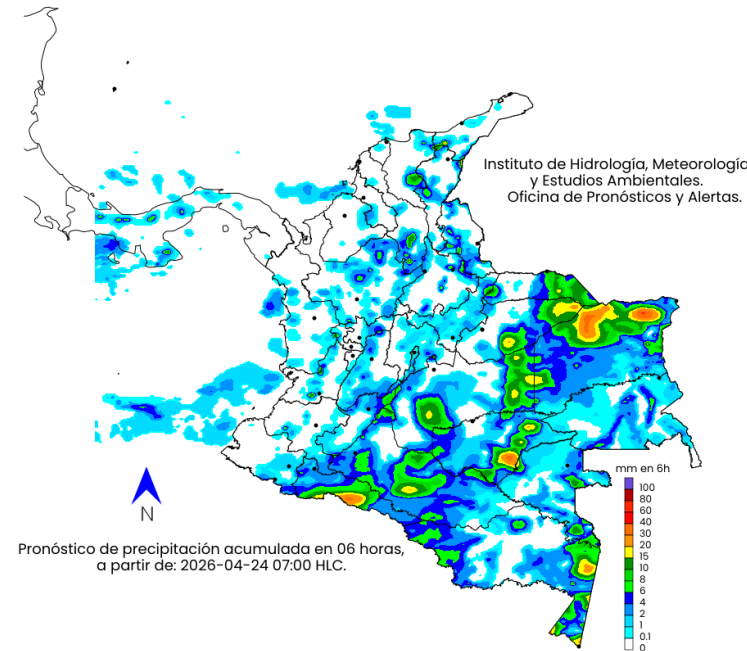 Instituto de Hidrología, Meteorología
y Estudios Ambientales.
Oficina de Pronósticos y Alertas.
mm en 6h
100
80
60
40
30
20
15
10
8
6
4
2
1
0.1
0
N
Pronóstico de precipitación acumulada en 06 horas,
a partir de: 2026-04-24 07:00 HLC.